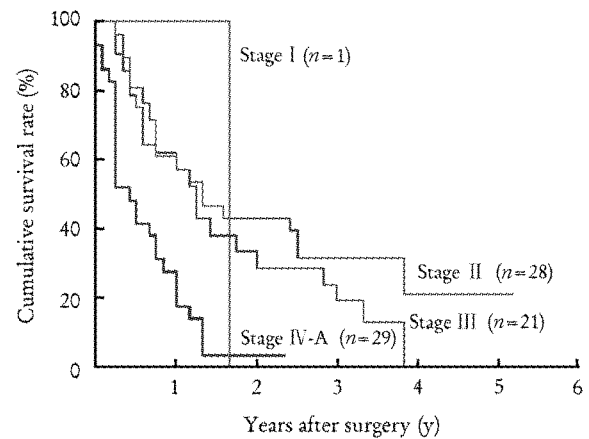 Cumulative survival rate (%)
100
80
60
40
20
0
Stage I (n=1)
Stage II (n=28)
Stage III (n=21)
Stage IV-A (n=29)
1 2 3 4 5 6
Years after surgery (y)